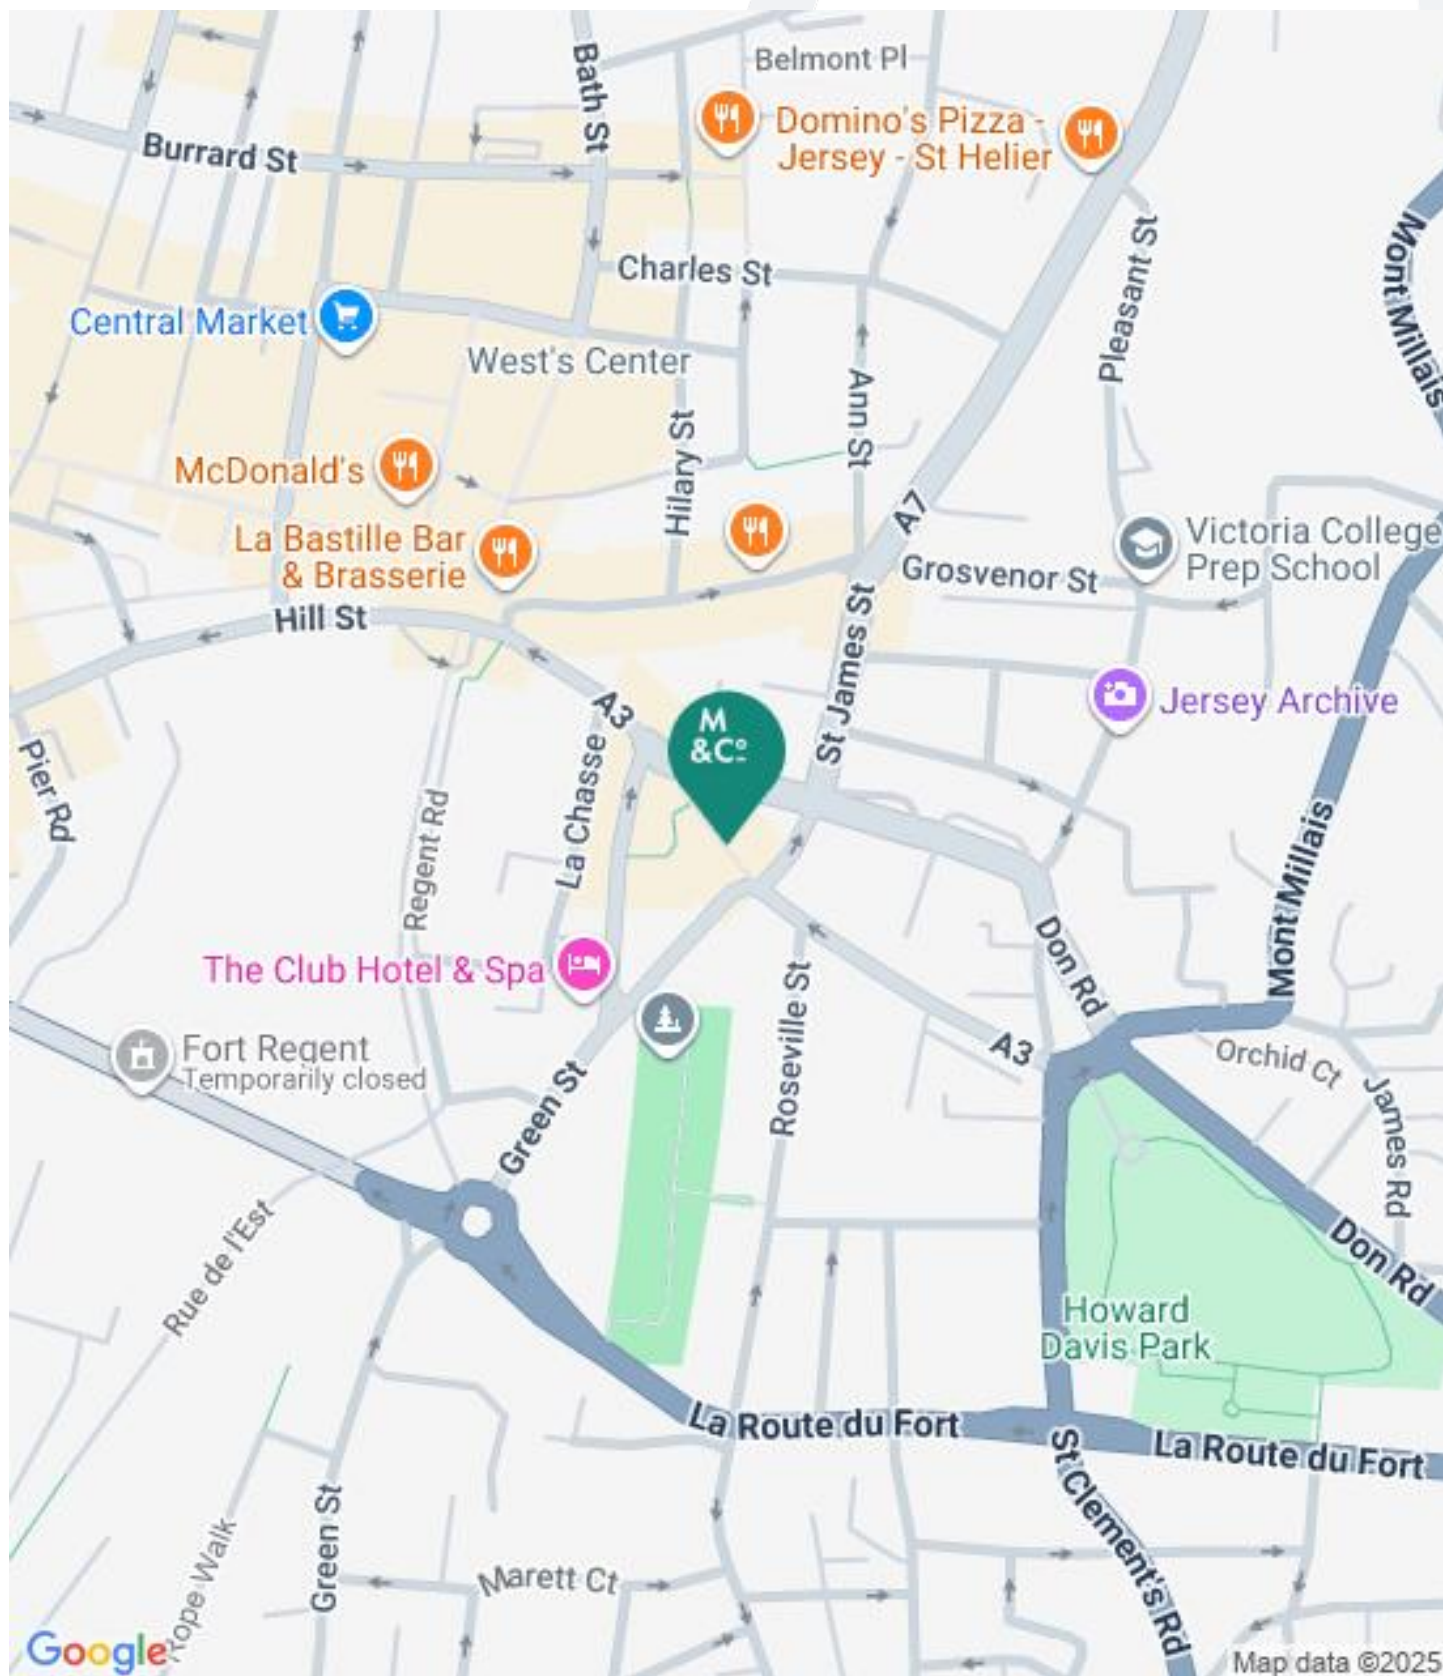 Belmont Pl
Bath St
Domino's Pizza -
Jersey - St Helier
Burrard St
Mont Millais
Pleasant St
Charles St
Central Market
West's Center
Ann St
Hilary St
McDonald's
A7
La Bastille Bar
& Brasserie
Victoria College
Prep School
Grosvenor St
Hill St
St James St
Jersey Archive
A3
M
&Co
La Chasse
Pier Rd
Regent Rd
Mont Millais
Don Rd
The Club Hotel & Spa
Roseville St
Fort Regent
Temporarily closed
A3
Orchid Ct
Green St
James Rd
Rue de l'Est
Don Rd
Howard
Davis Park
La Route du Fort
La Route du Fort
St Clement's Rd
Green St
Rope Walk
Marett Ct
Google
Map data ©2025